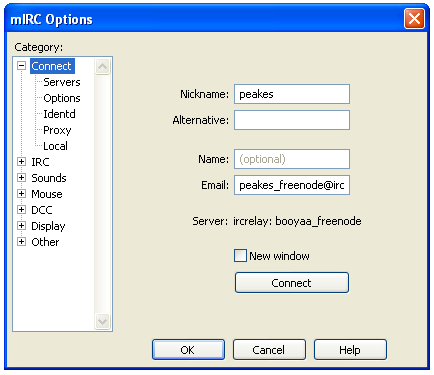 mIRC Options
Category:
Connect
Servers
Options
Identd
Proxy
Local
IRC
Sounds
Mouse
DCC
Display
Other
Nickname: peakes
Alternative:
Name: (optional)
Email: peakes_freenode@irc
Server: ircrelay: booyaa_freenode
New window
Connect
OK Cancel Help